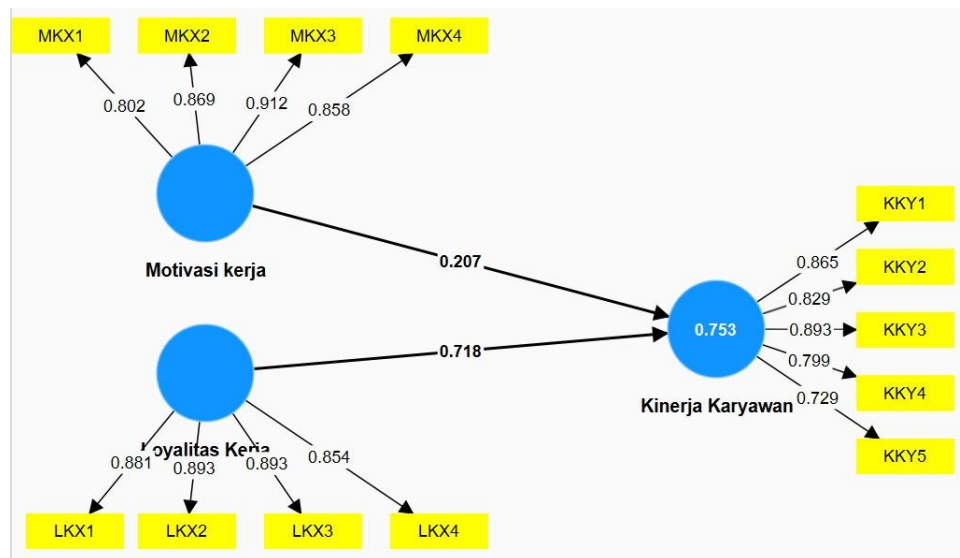 MKX1 MKX2 MKX3 MKX4
0.802 0.869 0.912 0.858
Motivasi kerja
0.207
0.718
Loyalitas Kerja
0.881 0.893 0.893 0.854
LKX1 LKX2 LKX3 LKX4
0.753
Kinerja Karyawan
0.865
0.829
0.893
0.799
0.729
KKY1
KKY2
KKY3
KKY4
KKY5